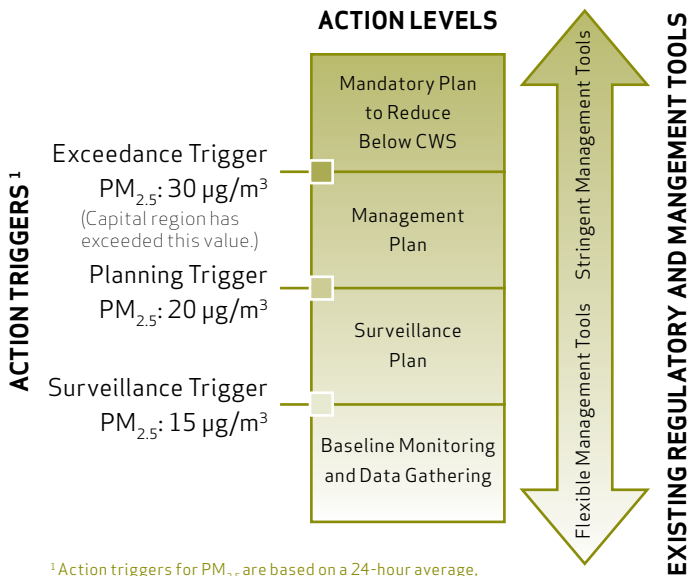 ACTION LEVELS
Mandatory Plan
to Reduce
Below CWS
Exceedance Trigger
PM2.5: 30 µg/m³
(Capital region has
exceeded this value.)
Management
Plan
Planning Trigger
PM2.5: 20 µg/m³
Surveillance
Plan
Surveillance Trigger
PM2.5: 15 µg/m³
Baseline Monitoring
and Data Gathering
ACTION TRIGGERS ¹
Stringent Management Tools
Flexible Management Tools
EXISTING REGULATORY AND MANGEMENT TOOLS
¹ Action triggers for PM2.5 are based on a 24-hour average,